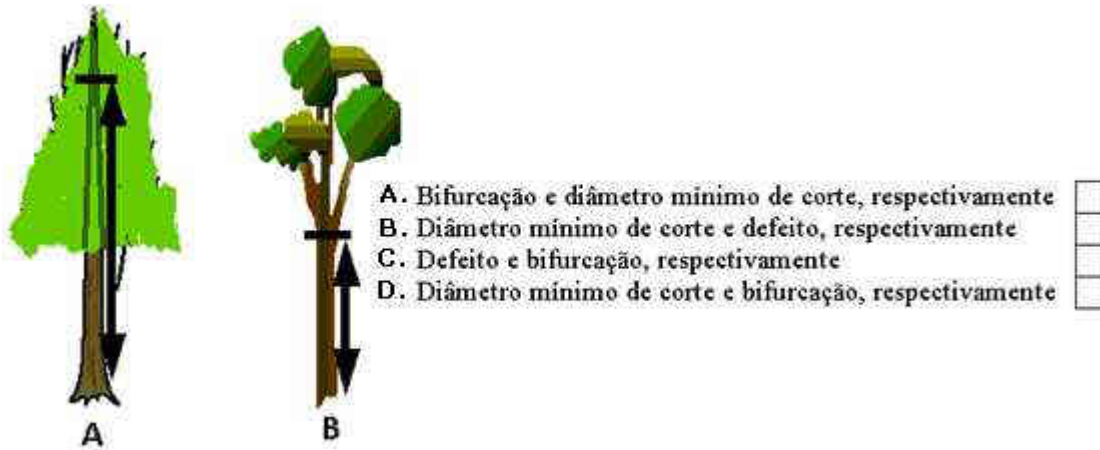 A. Bifurcação e diâmetro mínimo de corte, respectivamente
B. Diâmetro mínimo de corte e defeito, respectivamente
C. Defeito e bifurcação, respectivamente
D. Diâmetro mínimo de corte e bifurcação, respectivamente
A
B